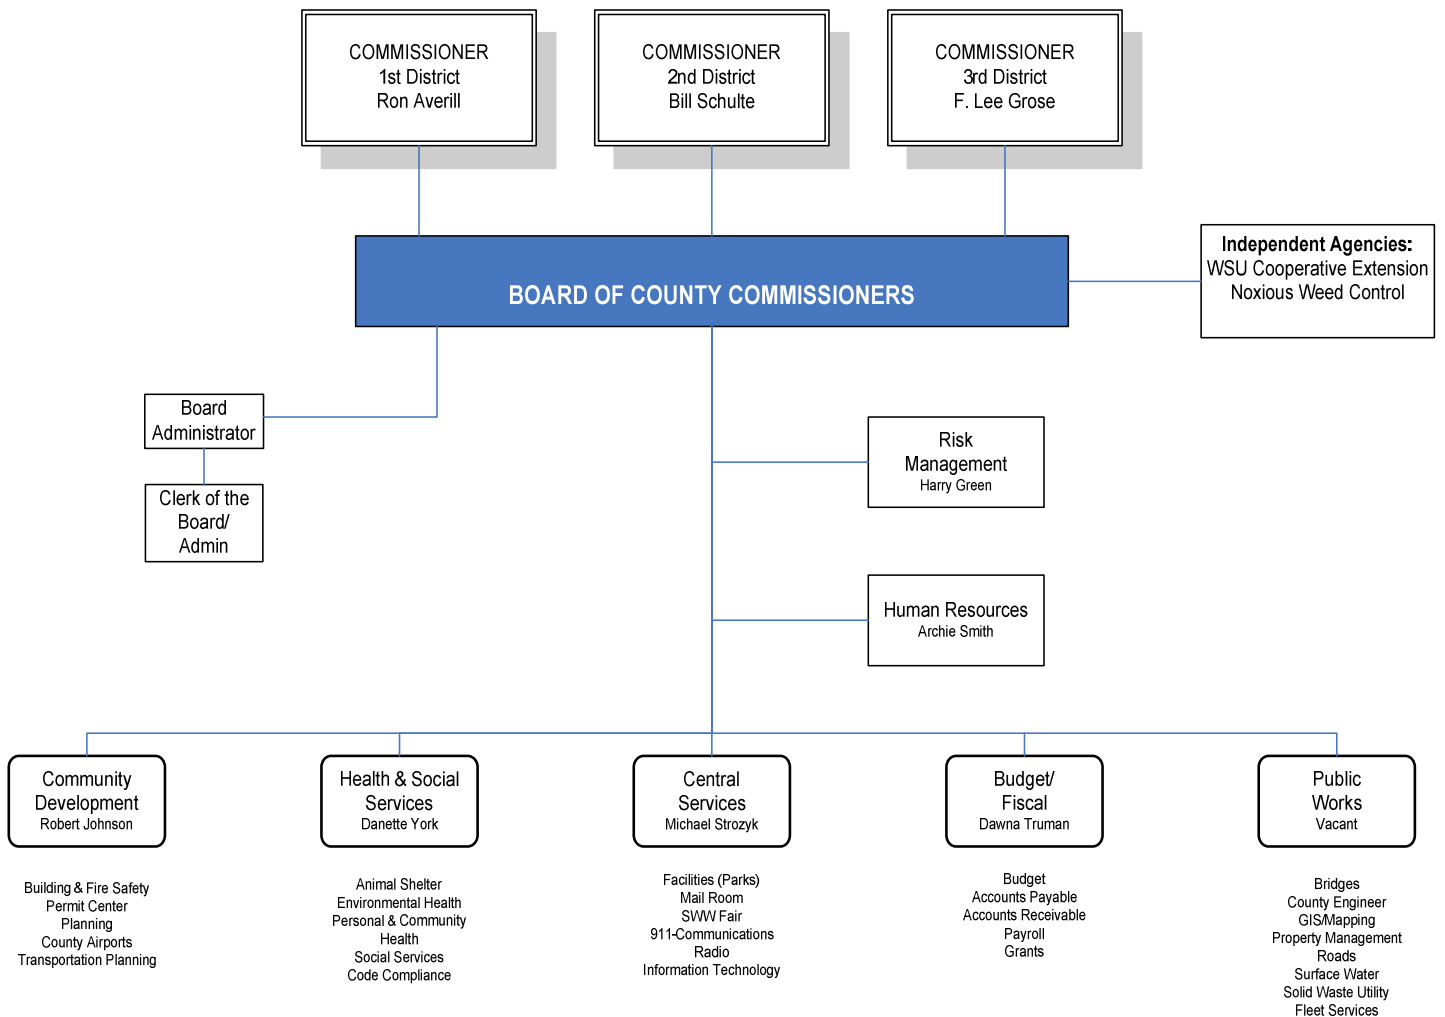 COMMISSIONER
1st District
Ron Averill
COMMISSIONER
2nd District
Bill Schulte
COMMISSIONER
3rd District
F. Lee Grose
BOARD OF COUNTY COMMISSIONERS
Independent Agencies:
WSU Cooperative Extension
Noxious Weed Control
Board
Administrator
Clerk of the
Board/
Admin
Risk
Management
Harry Green
Human Resources
Archie Smith
Community
Development
Robert Johnson
Building & Fire Safety
Permit Center
Planning
County Airports
Transportation Planning
Health & Social
Services
Danette York
Animal Shelter
Environmental Health
Personal & Community
Health
Social Services
Code Compliance
Central
Services
Michael Strozyk
Facilities (Parks)
Mail Room
SWW Fair
911-Communications
Radio
Information Technology
Budget/
Fiscal
Dawna Truman
Budget
Accounts Payable
Accounts Receivable
Payroll
Grants
Public
Works
Vacant
Bridges
County Engineer
GIS/Mapping
Property Management
Roads
Surface Water
Solid Waste Utility
Fleet Services